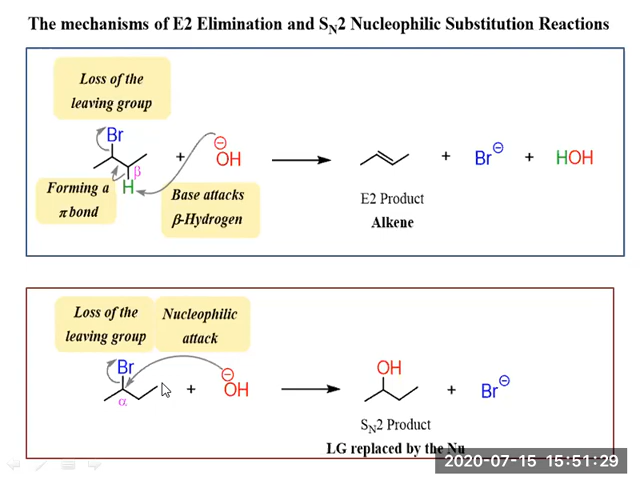 The mechanisms of E2 Elimination and SN2 Nucleophilic Substitution Reactions
Loss of the
leaving group
Br
β
H
Forming a
π bond
+
⊖
OH
Base attacks
β-Hydrogen
+
Br⊖
+
HOH
E2 Product
Alkene
Loss of the
leaving group
Nucleophilic
attack
Br
α
+
⊖
OH
OH
+
Br⊖
SN2 Product
LG replaced by the Nu
2020-07-15 15:51:29